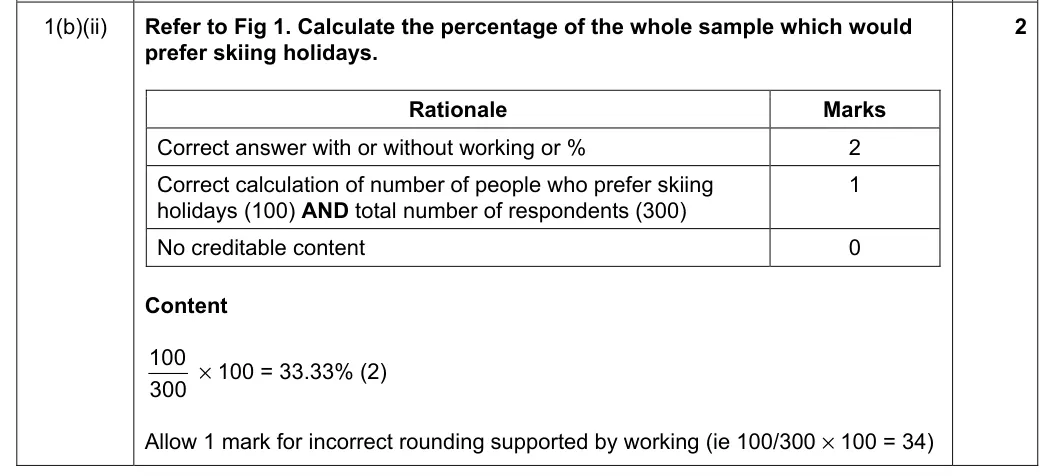 1(b)(ii) Refer to Fig 1. Calculate the percentage of the whole sample which would 2
prefer skiing holidays.
Rationale Marks
Correct answer with or without working or % 2
Correct calculation of number of people who prefer skiing 1
holidays (100) AND total number of respondents (300)
No creditable content 0
Content
100
300
× 100 = 33.33% (2)
Allow 1 mark for incorrect rounding supported by working (ie 100/300 × 100 = 34)